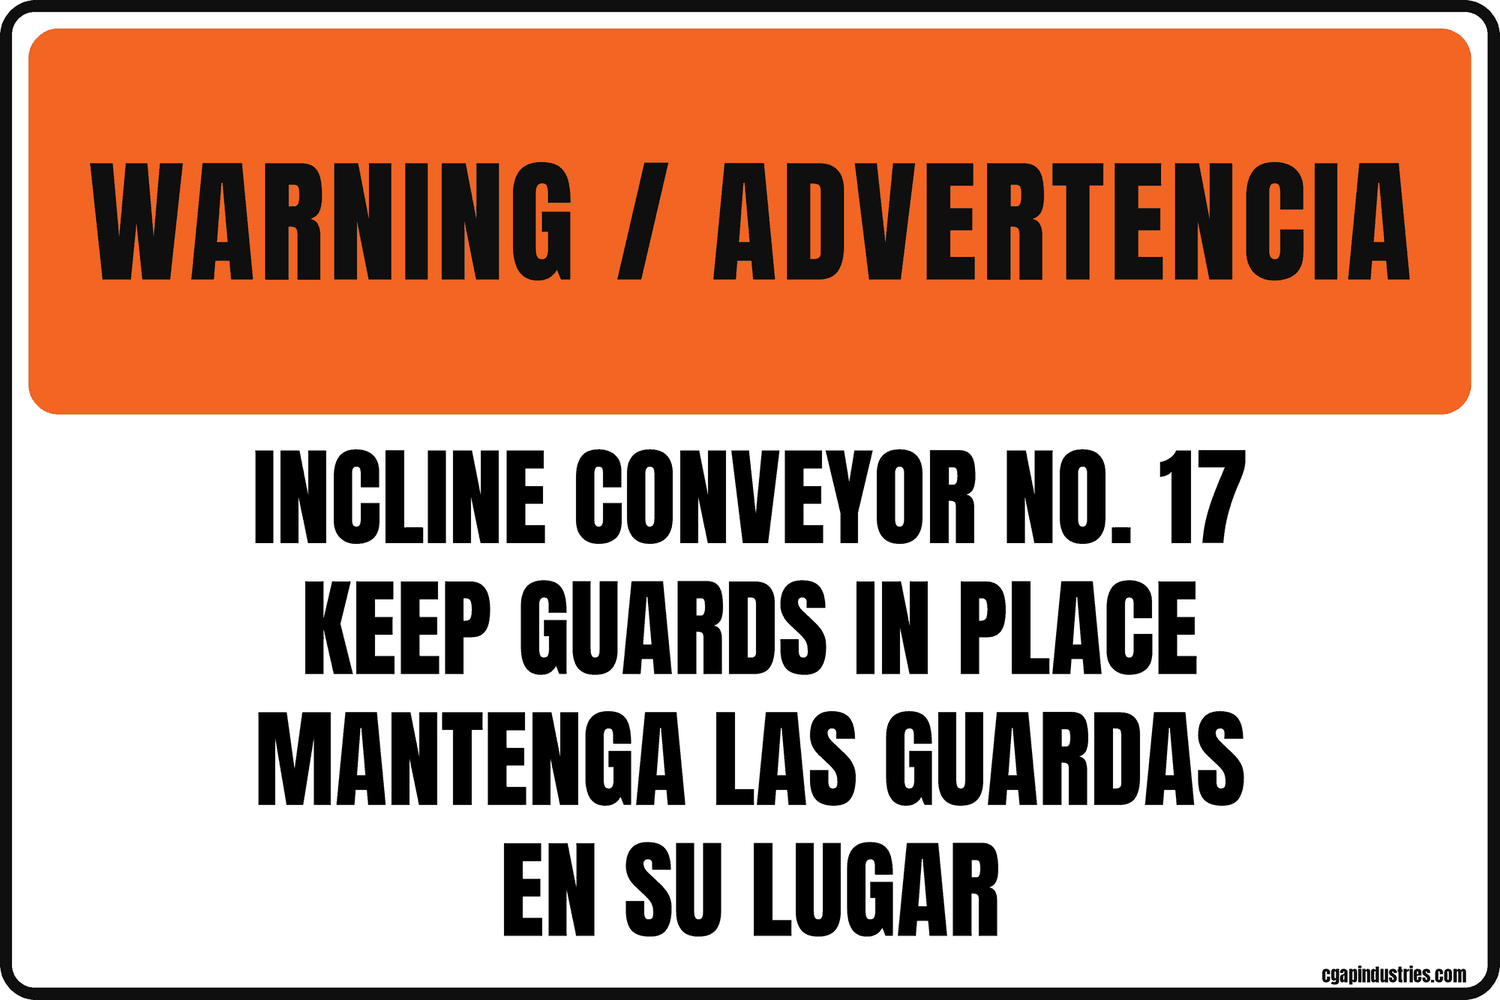 WARNING / ADVERTENCIA
INCLINE CONVEYOR NO. 17
KEEP GUARDS IN PLACE
MANTENGA LAS GUARDAS
EN SU LUGAR
cgapindustries.com